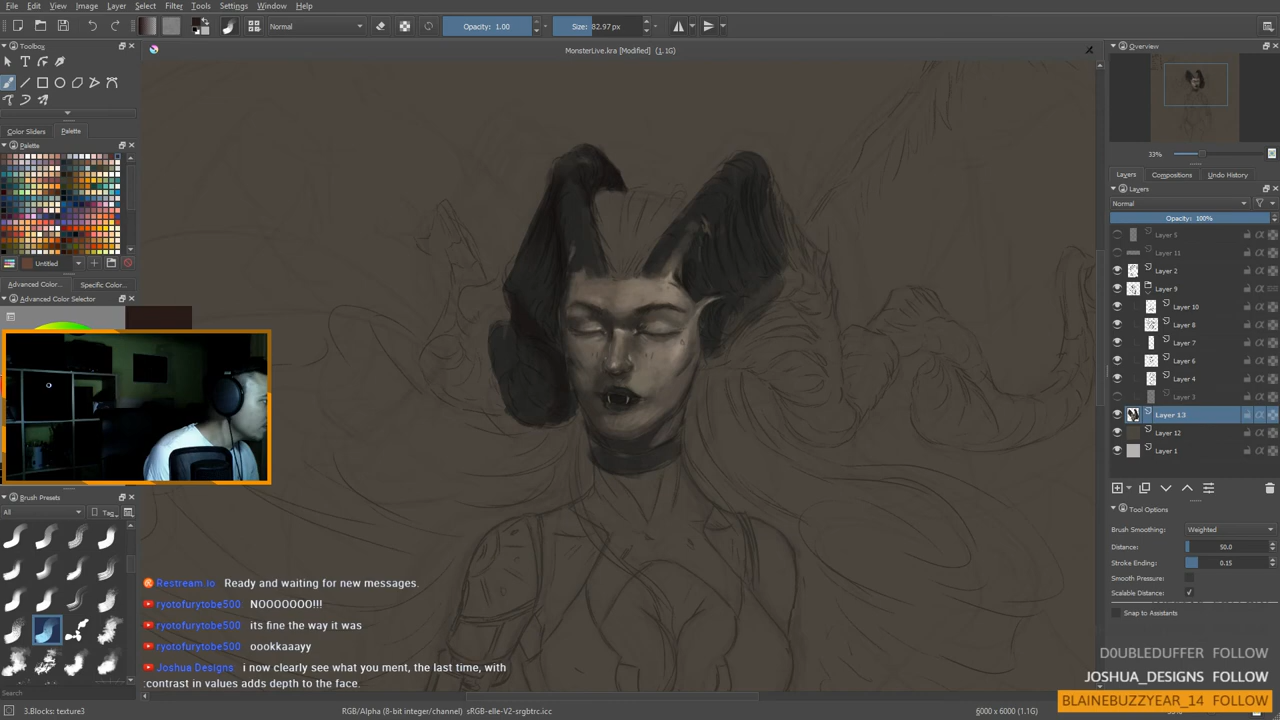 File Edit View Image Layer Select Filter Tools Settings Window Help
Normal
Opacity: 1.00
Size: 82.97 px
MonsterLive.kra [Modified] (1.1G)
Toolbox
Color Sliders Palette
Palette
Untitled
Advanced Color... Specific Color...
Advanced Color Selector
Brush Presets
All
Tag
Search
3.Blocks: texture3
RGB/Alpha (8-bit integer/channel) sRGB-elle-V2-srgbtrc.icc
6000 x 6000 (1.1G)
Restream.io Ready and waiting for new messages.
ryotofurytobe500 NOOOOOOO!!!
ryotofurytobe500 its fine the way it was
ryotofurytobe500 oookkaaayy
Joshua Designs i now clearly see what you ment, the last time, with
:contrast in values adds depth to the face.
Overview
33%
Layers Compositions Undo History
Layers
Normal
Opacity: 100%
Layer 5
Layer 11
Layer 2
Layer 9
Layer 10
Layer 8
Layer 7
Layer 6
Layer 4
Layer 3
Layer 13
Layer 12
Layer 1
Tool Options
Brush Smoothing: Weighted
Distance: 50.0
Stroke Ending: 0.15
Smooth Pressure:
Scalable Distance:
Snap to Assistants
D0UBLEDUFFER FOLLOW
JOSHUA_DESIGNS FOLLOW
BLAINEBUZZYEAR_14 FOLLOW